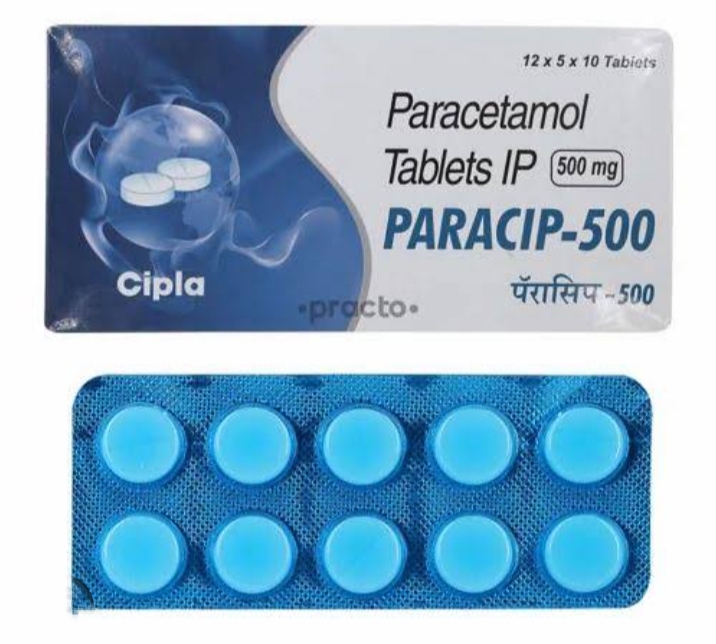 12 x 5 x 10 Tablets
Paracetamol
Tablets IP 500 mg
PARACIP-500
पॅरासिप - 500
Cipla
•practo•